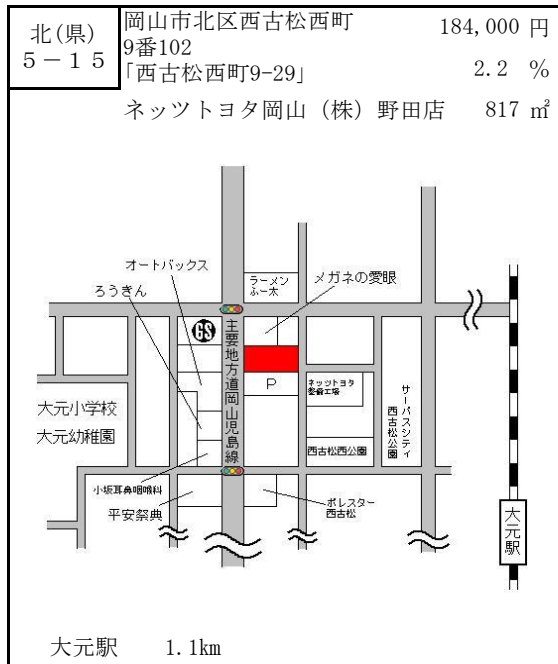 北(県)
5－15
岡山市北区西古松西町
9番102
「西古松西町9-29」
184,000 円
2.2 %
ネッツトヨタ岡山（株）野田店 817 ㎡
オートバックス
ろうきん
ラーメン
ふー太
メガネの愛眼
GS
主要地方道岡山児島線
P
ネッツトヨタ
整備工場
大元小学校
大元幼稚園
西古松西公園
サーパスシティ
西古松公園
小坂耳鼻咽喉科
平安祭典
ポレスター
西古松
大元駅
大元駅 1.1km